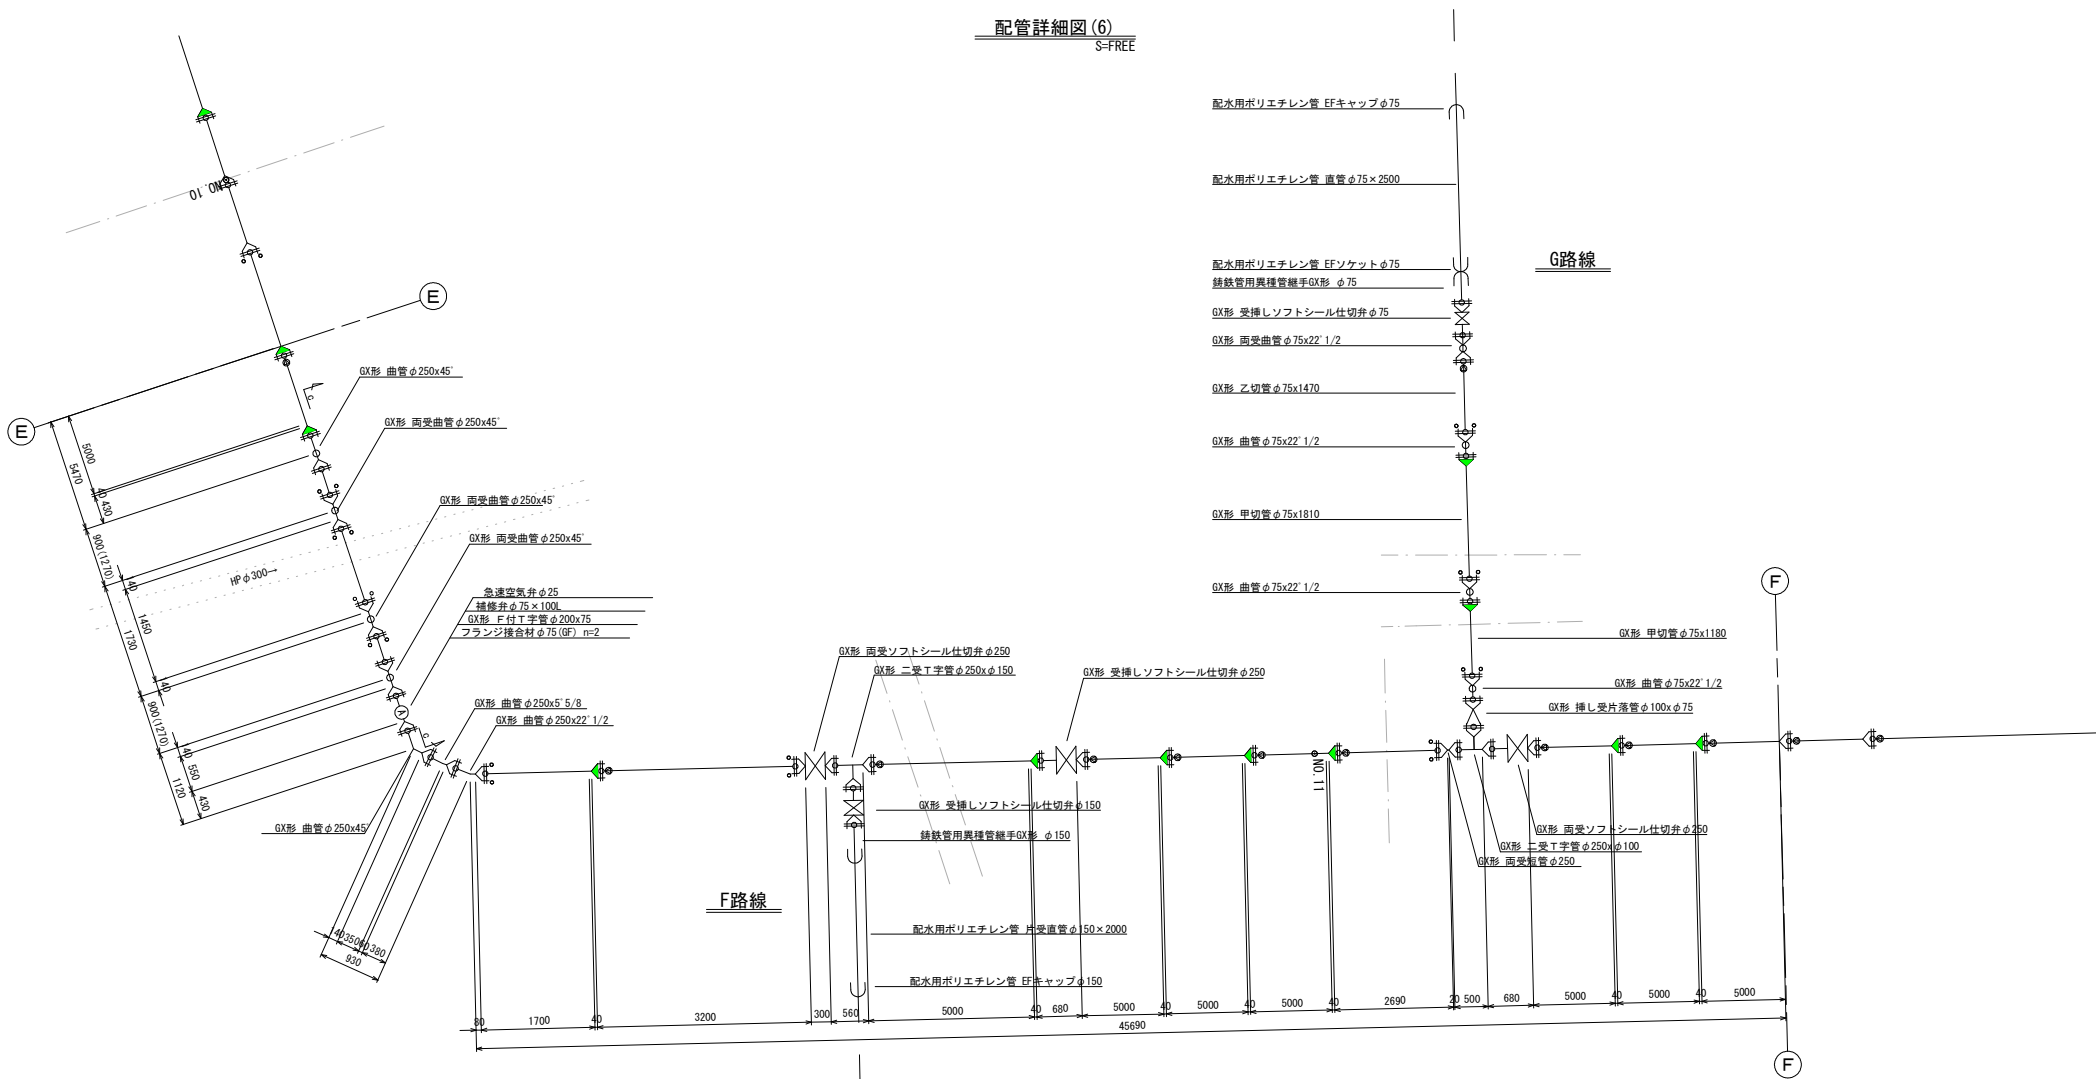 配管詳細図(6)
S=FREE
NO.10
E
E
GX形 曲管φ250x45°
GX形 両受曲管φ250x45°
GX形 両受曲管φ250x45°
GX形 両受曲管φ250x45°
HPφ300→
急速空気弁φ25
補修弁φ75×100L
GX形 F付T字管φ200x75
フランジ接合材φ75(GF) n=2
A
C
C
GX形 曲管φ250x5°5/8
GX形 曲管φ250x22°1/2
GX形 曲管φ250x45°
5000
5470
40
430
900(1270)
40
1450
1730
40
900(1270)
40
550
1120
430
140
350
60
380
930
配水用ポリエチレン管 EFキャップφ75
配水用ポリエチレン管 直管φ75×2500
配水用ポリエチレン管 EFソケットφ75
鋳鉄管用異種管継手GX形 φ75
GX形 受挿しソフトシール仕切弁φ75
GX形 両受曲管φ75x22°1/2
GX形 乙切管φ75x1470
GX形 曲管φ75x22°1/2
GX形 甲切管φ75x1810
GX形 曲管φ75x22°1/2
G路線
GX形 甲切管φ75x1180
GX形 曲管φ75x22°1/2
GX形 挿し受片落管φ100xφ75
F
GX形 両受ソフトシール仕切弁φ250
GX形 二受T字管φ250xφ150
GX形 受挿しソフトシール仕切弁φ250
NO.11
GX形 受挿しソフトシール仕切弁φ150
鋳鉄管用異種管継手GX形 φ150
GX形 両受ソフトシール仕切弁φ250
GX形 二受T字管φ250xφ100
GX形 両受短管φ250
F路線
配水用ポリエチレン管 片受直管φ150×2000
配水用ポリエチレン管 EFキャップφ150
80
1700
40
3200
300
560
5000
40
680
5000
40
5000
40
5000
40
2690
20
500
680
5000
40
5000
40
5000
45690
F